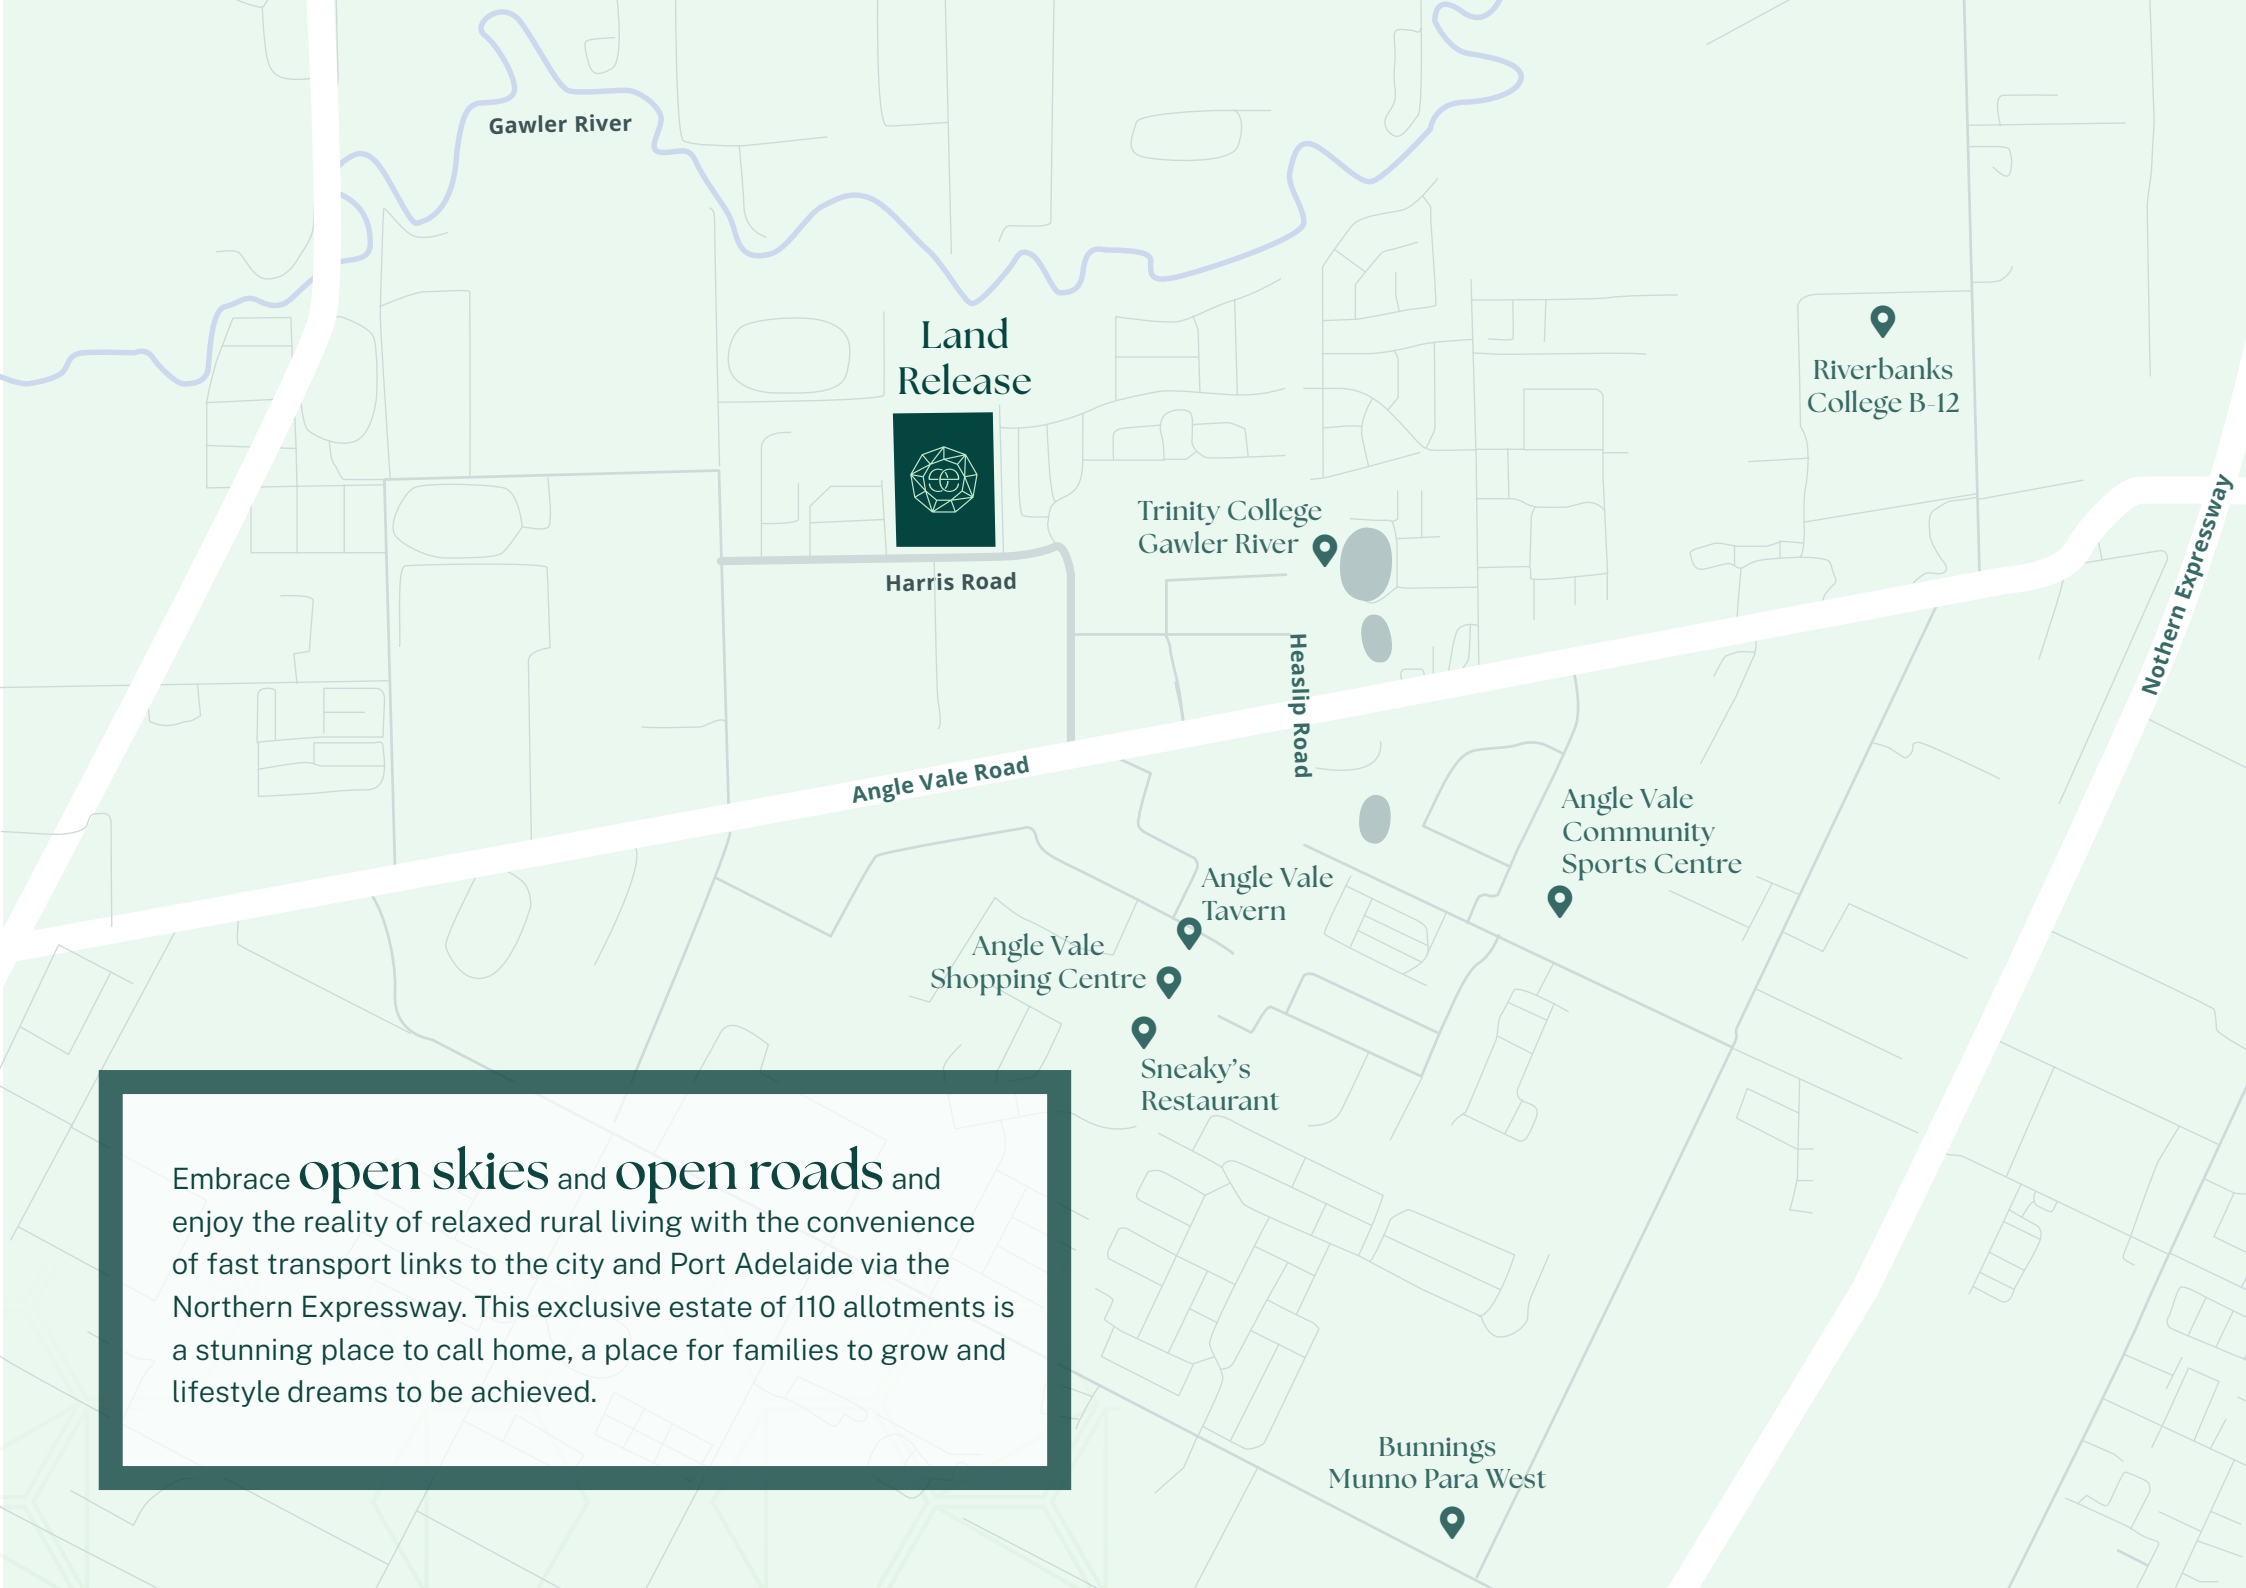 Gawler River
Land
Release
Riverbanks
College B-12
Trinity College
Gawler River
Harris Road
Nothern Expressway
Heaslip Road
Angle Vale Road
Angle Vale
Community
Sports Centre
Angle Vale
Tavern
Angle Vale
Shopping Centre
Sneaky’s
Restaurant
Embrace open skies and open roads and
enjoy the reality of relaxed rural living with the convenience
of fast transport links to the city and Port Adelaide via the
Northern Expressway. This exclusive estate of 110 allotments is
a stunning place to call home, a place for families to grow and
lifestyle dreams to be achieved.
Bunnings
Munno Para West